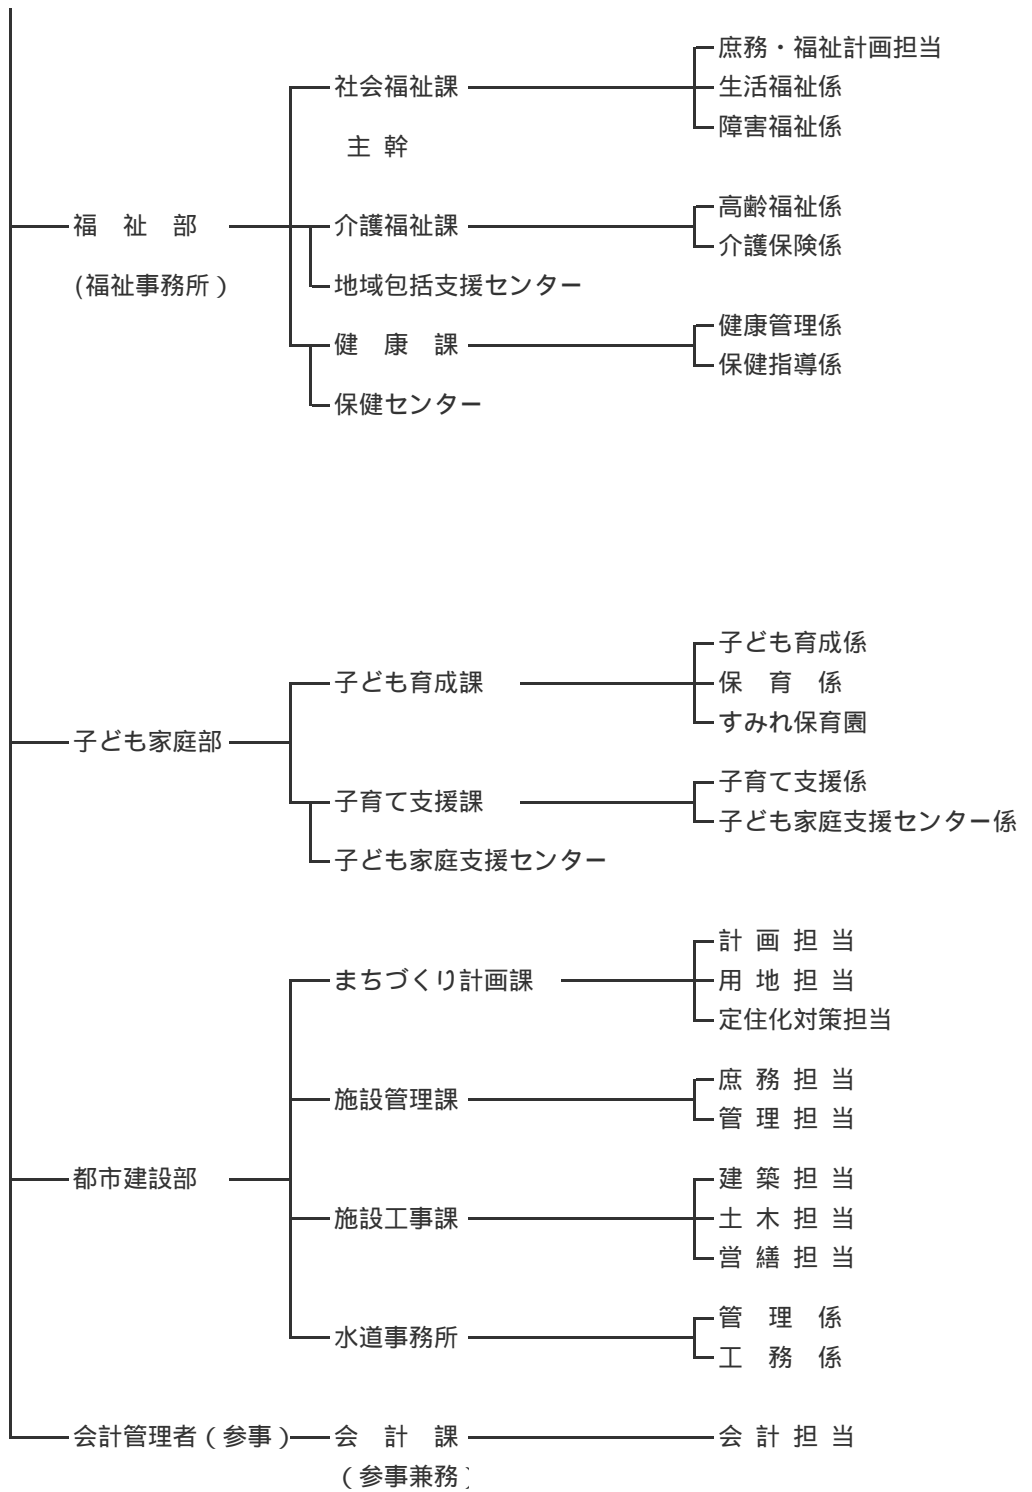 庶務・福祉計画担当
社会福祉課 生活福祉係
障害福祉係
主 幹
高齢福祉係
福 祉 部 介護福祉課
介護保険係
(福祉事務所) 地域包括支援センター
健康管理係
健 康 課
保健指導係
保健センター
子ども育成係
子ども育成課 保 育 係
すみれ保育園
子ども家庭部
子育て支援係
子育て支援課
子ども家庭支援センター係
子ども家庭支援センター
計 画 担 当
まちづくり計画課 用 地 担 当
定住化対策担当
庶 務 担 当
施設管理課
管 理 担 当
都市建設部 建 築 担 当
施設工事課 土 木 担 当
営 繕 担 当
管 理 係
水道事務所
工 務 係
会計管理者(参事) 会 計 課 会 計 担 当
(参事兼務)